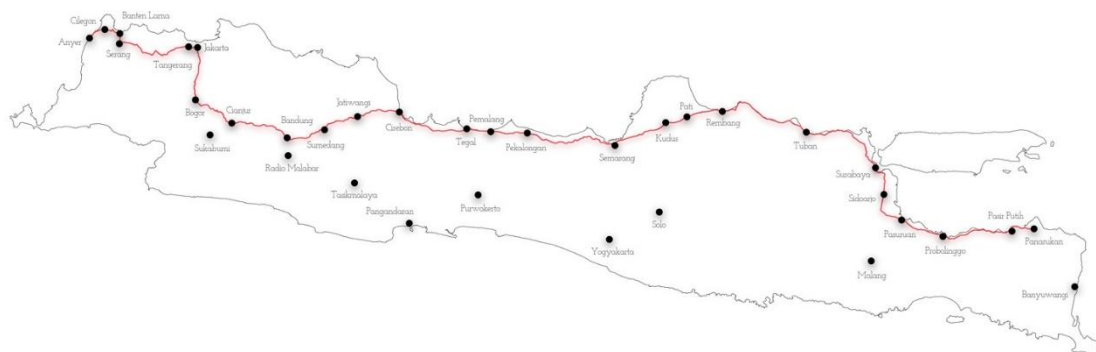 Cilegon
Banten Lama
Anyer
Serang
Tangerang
Jakarta
Bogor
Cianjur
Sukabumi
Bandung
Radio Malabar
Sumedang
Jatiwangi
Cirebon
Tasikmalaya
Pangandaran
Tegal
Pemalang
Pekalongan
Purwokerto
Semarang
Kudus
Pati
Rembang
Yogyakarta
Solo
Tuban
Surabaya
Sidoarjo
Pasuruan
Probolinggo
Malang
Pasir Putih
Panarukan
Banyuwangi